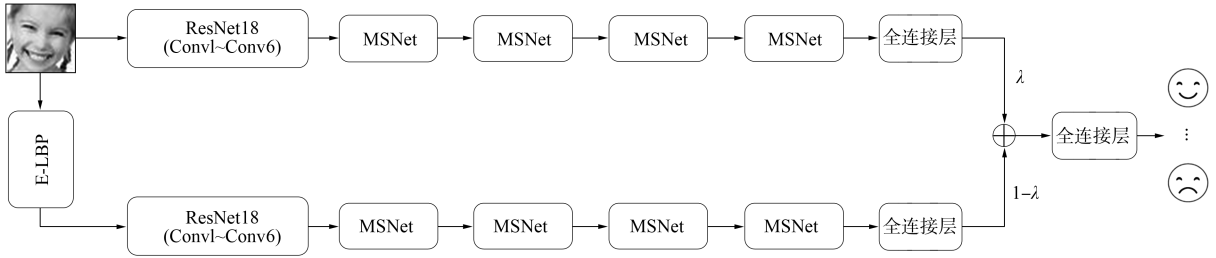 ResNet18
(Convl~Conv6)
MSNet
MSNet
MSNet
MSNet
全连接层
λ
E-LBP
全连接层
⋮
1−λ
ResNet18
(Convl~Conv6)
MSNet
MSNet
MSNet
MSNet
全连接层